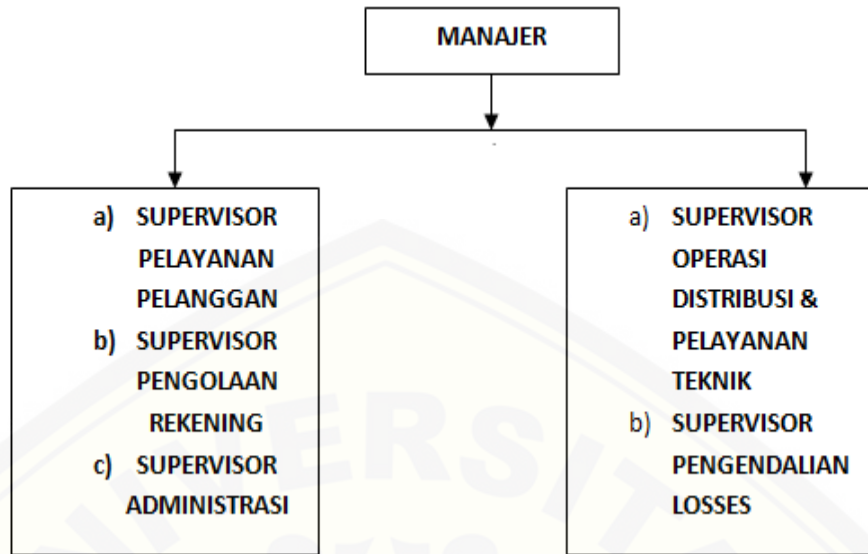 MANAJER
a) SUPERVISOR
PELAYANAN
PELANGGAN
b) SUPERVISOR
PENGOLAAN
REKENING
c) SUPERVISOR
ADMINISTRASI
a) SUPERVISOR
OPERASI
DISTRIBUSI &
PELAYANAN
TEKNIK
b) SUPERVISOR
PENGENDALIAN
LOSSES